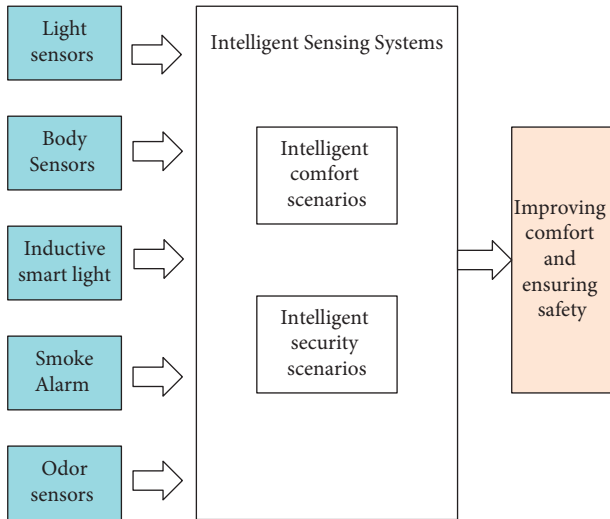 Light
sensors
Body
Sensors
Inductive
smart light
Smoke
Alarm
Odor
sensors
Intelligent Sensing Systems
Intelligent
comfort
scenarios
Intelligent
security
scenarios
Improving
comfort
and
ensuring
safety